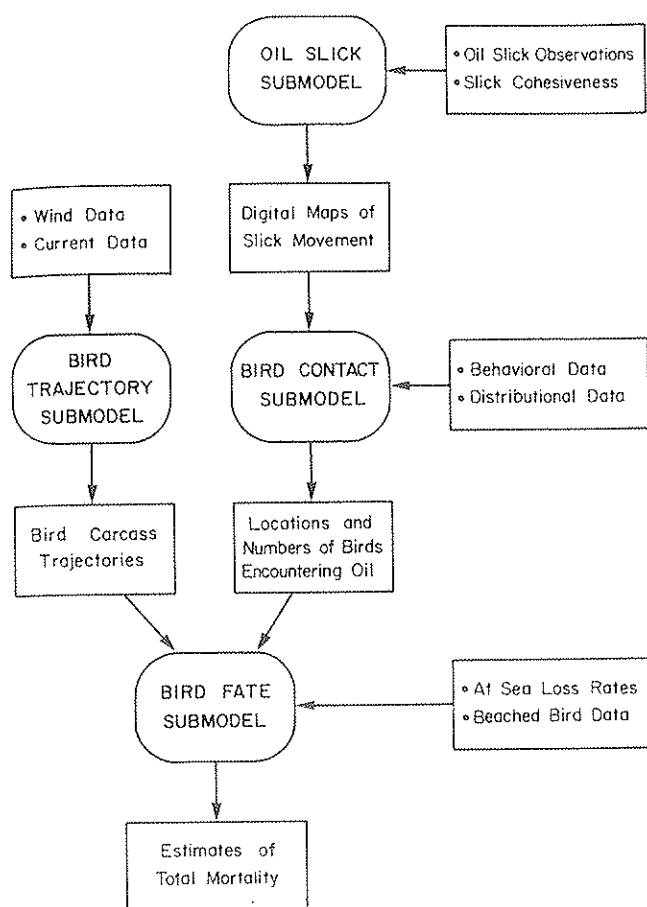 OIL SLICK
SUBMODEL
• Oil Slick Observations
• Slick Cohesiveness
• Wind Data
• Current Data
Digital Maps of
Slick Movement
BIRD
TRAJECTORY
SUBMODEL
BIRD CONTACT
SUBMODEL
• Behavioral Data
• Distributional Data
Bird Carcass
Trajectories
Locations and
Numbers of Birds
Encountering Oil
BIRD FATE
SUBMODEL
• At Sea Loss Rates
• Beached Bird Data
Estimates of
Total Mortality